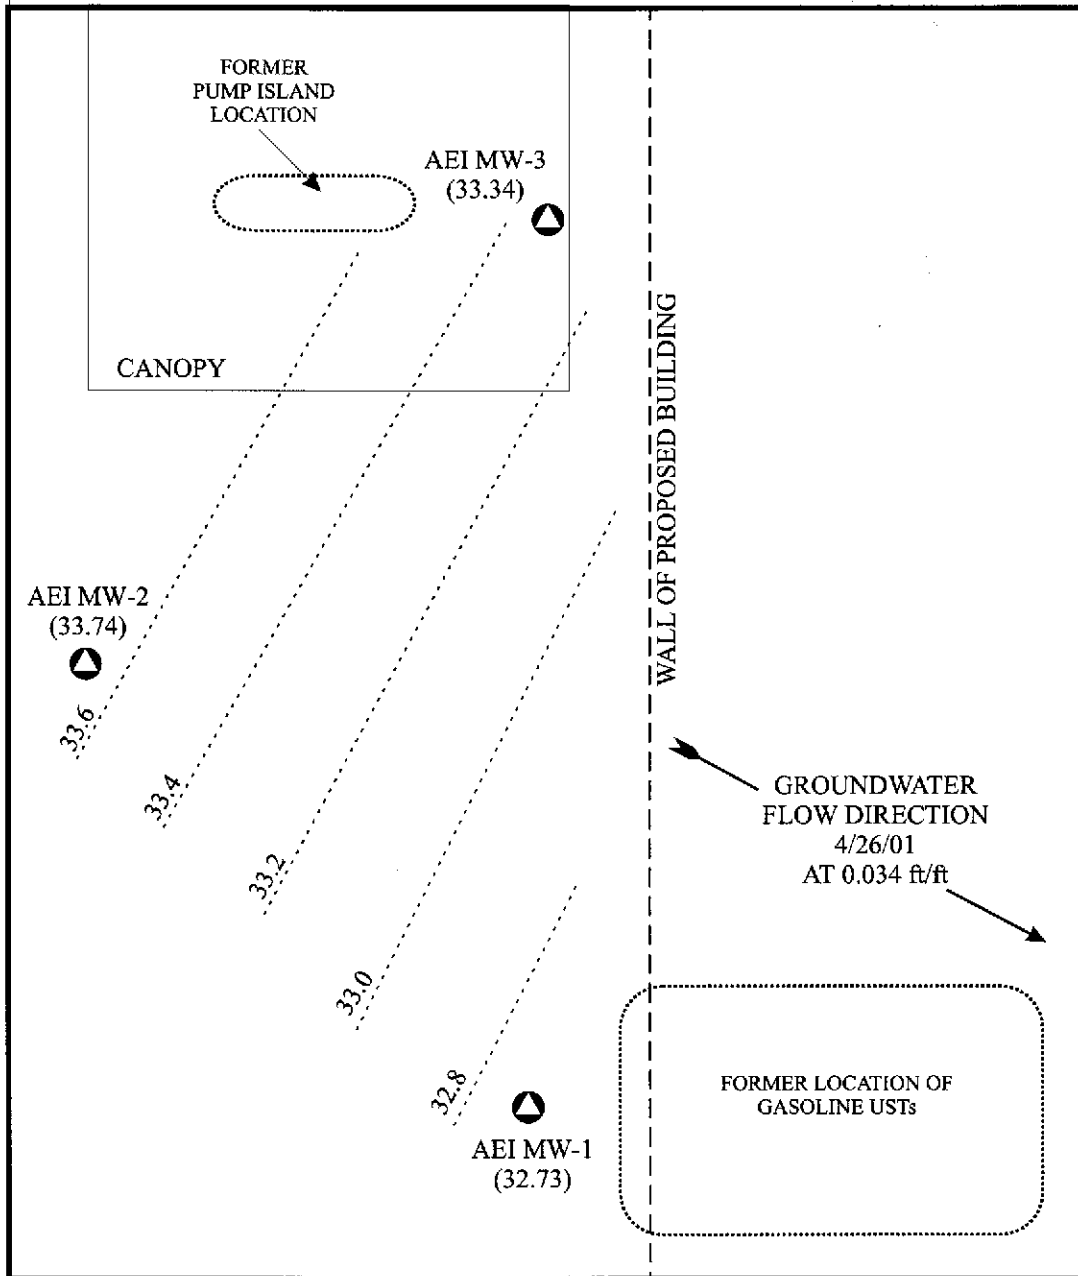 FORMER
PUMP ISLAND
LOCATION
AEI MW-3
(33.34)
CANOPY
WALL OF PROPOSED BUILDING
AEI MW-2
(33.74)
33.6
33.4
33.2
33.0
32.8
GROUNDWATER
FLOW DIRECTION
4/26/01
AT 0.034 ft/ft
FORMER LOCATION OF
GASOLINE USTs
AEI MW-1
(32.73)